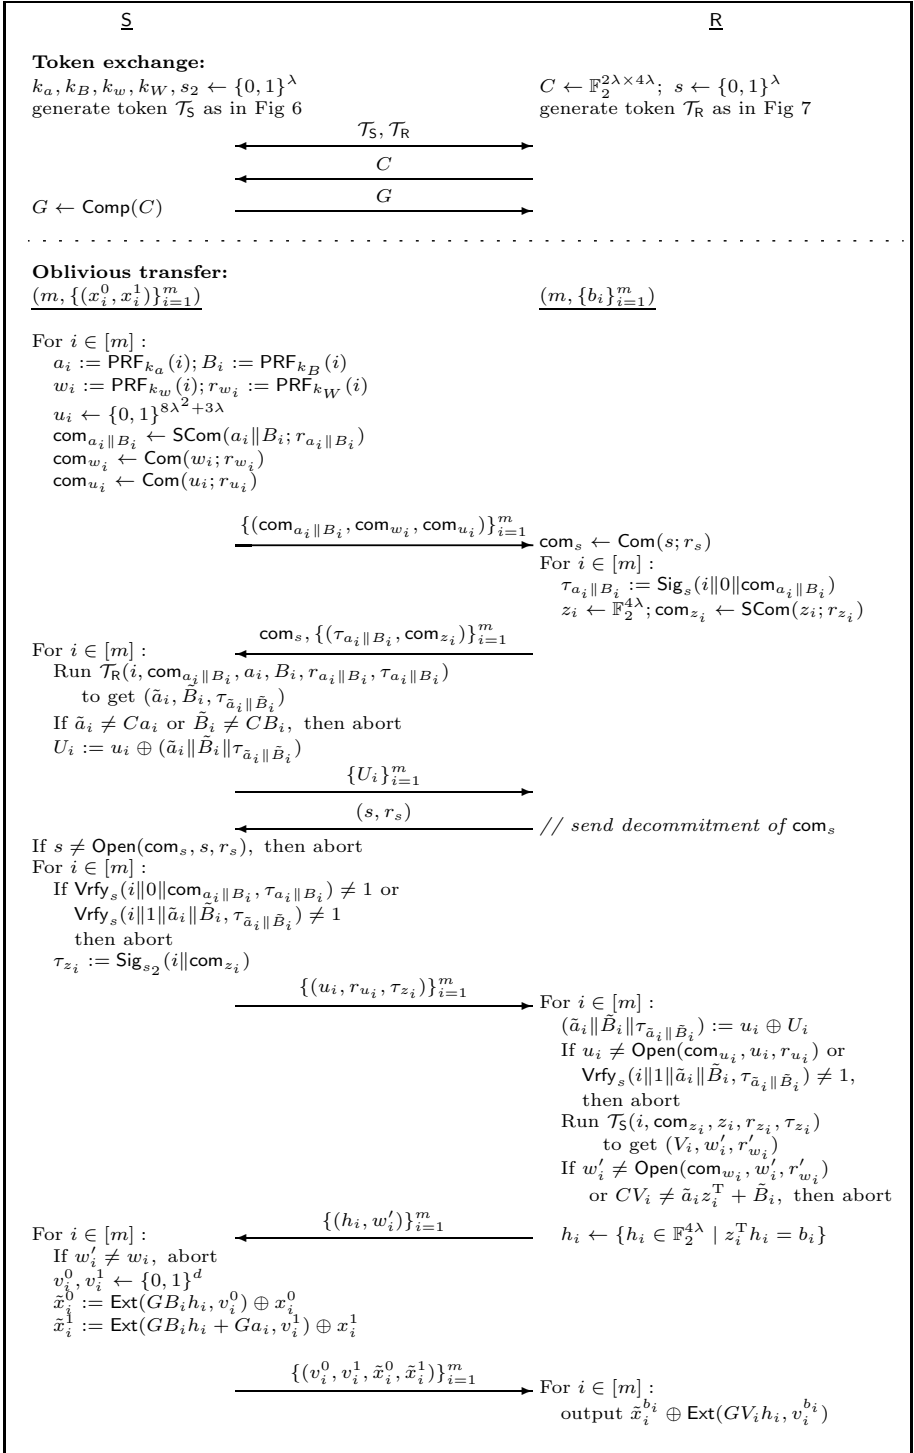 S R
Token exchange:
k_a, k_B, k_w, k_W, s_2 ← {0, 1}^λ C ← 𝔽_2^{2λ×4λ}; s ← {0, 1}^λ
generate token 𝒯_S as in Fig 6 generate token 𝒯_R as in Fig 7
𝒯_S, 𝒯_R
C
G ← Comp(C) G
Oblivious transfer:
(m, {(x_i^0, x_i^1)}_{i=1}^m) (m, {b_i}_{i=1}^m)
For i ∈ [m] :
a_i := PRF_{k_a}(i); B_i := PRF_{k_B}(i)
w_i := PRF_{k_w}(i); r_{w_i} := PRF_{k_W}(i)
u_i ← {0, 1}^{8λ^2+3λ}
com_{a_i∥B_i} ← SCom(a_i∥B_i; r_{a_i∥B_i})
com_{w_i} ← Com(w_i; r_{w_i})
com_{u_i} ← Com(u_i; r_{u_i})
{(com_{a_i∥B_i}, com_{w_i}, com_{u_i})}_{i=1}^m
com_s ← Com(s; r_s)
For i ∈ [m] :
τ_{a_i∥B_i} := Sig_s(i∥0∥com_{a_i∥B_i})
z_i ← 𝔽_2^{4λ}; com_{z_i} ← SCom(z_i; r_{z_i})
com_s, {(τ_{a_i∥B_i}, com_{z_i})}_{i=1}^m
For i ∈ [m] :
Run 𝒯_R(i, com_{a_i∥B_i}, a_i, B_i, r_{a_i∥B_i}, τ_{a_i∥B_i})
to get (ã_i, B̃_i, τ_{ã_i∥B̃_i})
If ã_i ≠ Ca_i or B̃_i ≠ CB_i, then abort
U_i := u_i ⊕ (ã_i∥B̃_i∥τ_{ã_i∥B̃_i})
{U_i}_{i=1}^m
(s, r_s) // send decommitment of com_s
If s ≠ Open(com_s, s, r_s), then abort
For i ∈ [m] :
If Vrfy_s(i∥0∥com_{a_i∥B_i}, τ_{a_i∥B_i}) ≠ 1 or
Vrfy_s(i∥1∥ã_i∥B̃_i, τ_{ã_i∥B̃_i}) ≠ 1
then abort
τ_{z_i} := Sig_{s_2}(i∥com_{z_i})
{(u_i, r_{u_i}, τ_{z_i})}_{i=1}^m
For i ∈ [m] :
(ã_i∥B̃_i∥τ_{ã_i∥B̃_i}) := u_i ⊕ U_i
If u_i ≠ Open(com_{u_i}, u_i, r_{u_i}) or
Vrfy_s(i∥1∥ã_i∥B̃_i, τ_{ã_i∥B̃_i}) ≠ 1,
then abort
Run 𝒯_S(i, com_{z_i}, z_i, r_{z_i}, τ_{z_i})
to get (V_i, w'_i, r'_{w_i})
If w'_i ≠ Open(com_{w_i}, w'_i, r'_{w_i})
or CV_i ≠ ã_i z_i^T + B̃_i, then abort
{(h_i, w'_i)}_{i=1}^m
h_i ← {h_i ∈ 𝔽_2^{4λ} | z_i^T h_i = b_i}
For i ∈ [m] :
If w'_i ≠ w_i, abort
v_i^0, v_i^1 ← {0, 1}^d
x̃_i^0 := Ext(GB_i h_i, v_i^0) ⊕ x_i^0
x̃_i^1 := Ext(GB_i h_i + Ga_i, v_i^1) ⊕ x_i^1
{(v_i^0, v_i^1, x̃_i^0, x̃_i^1)}_{i=1}^m
For i ∈ [m] :
output x̃_i^{b_i} ⊕ Ext(GV_i h_i, v_i^{b_i})